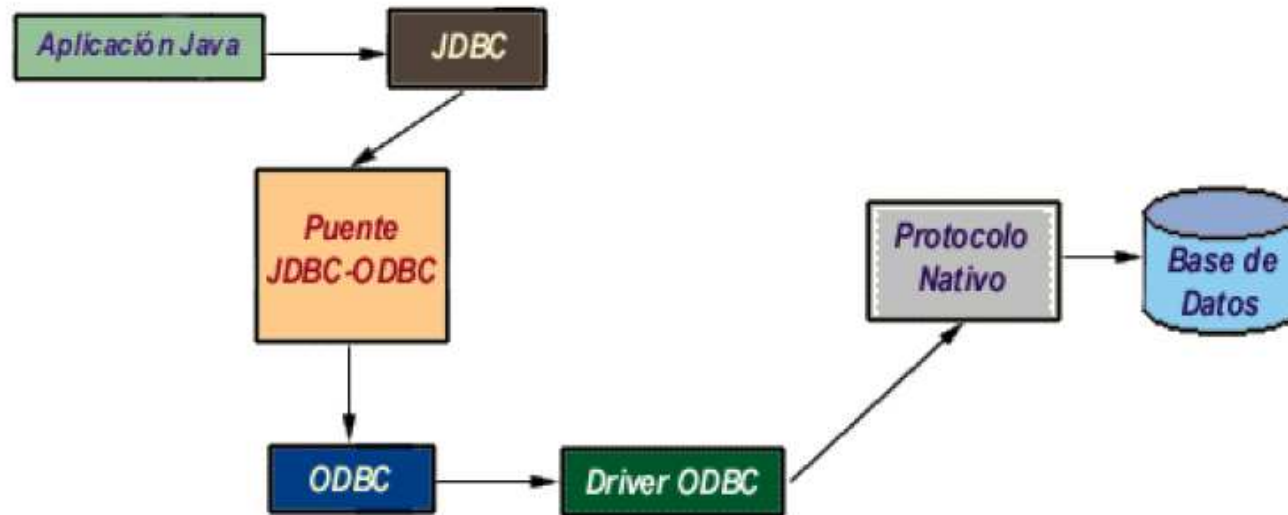 Aplicación Java
JDBC
Puente
JDBC-ODBC
ODBC
Driver ODBC
Protocolo
Nativo
Base de
Datos